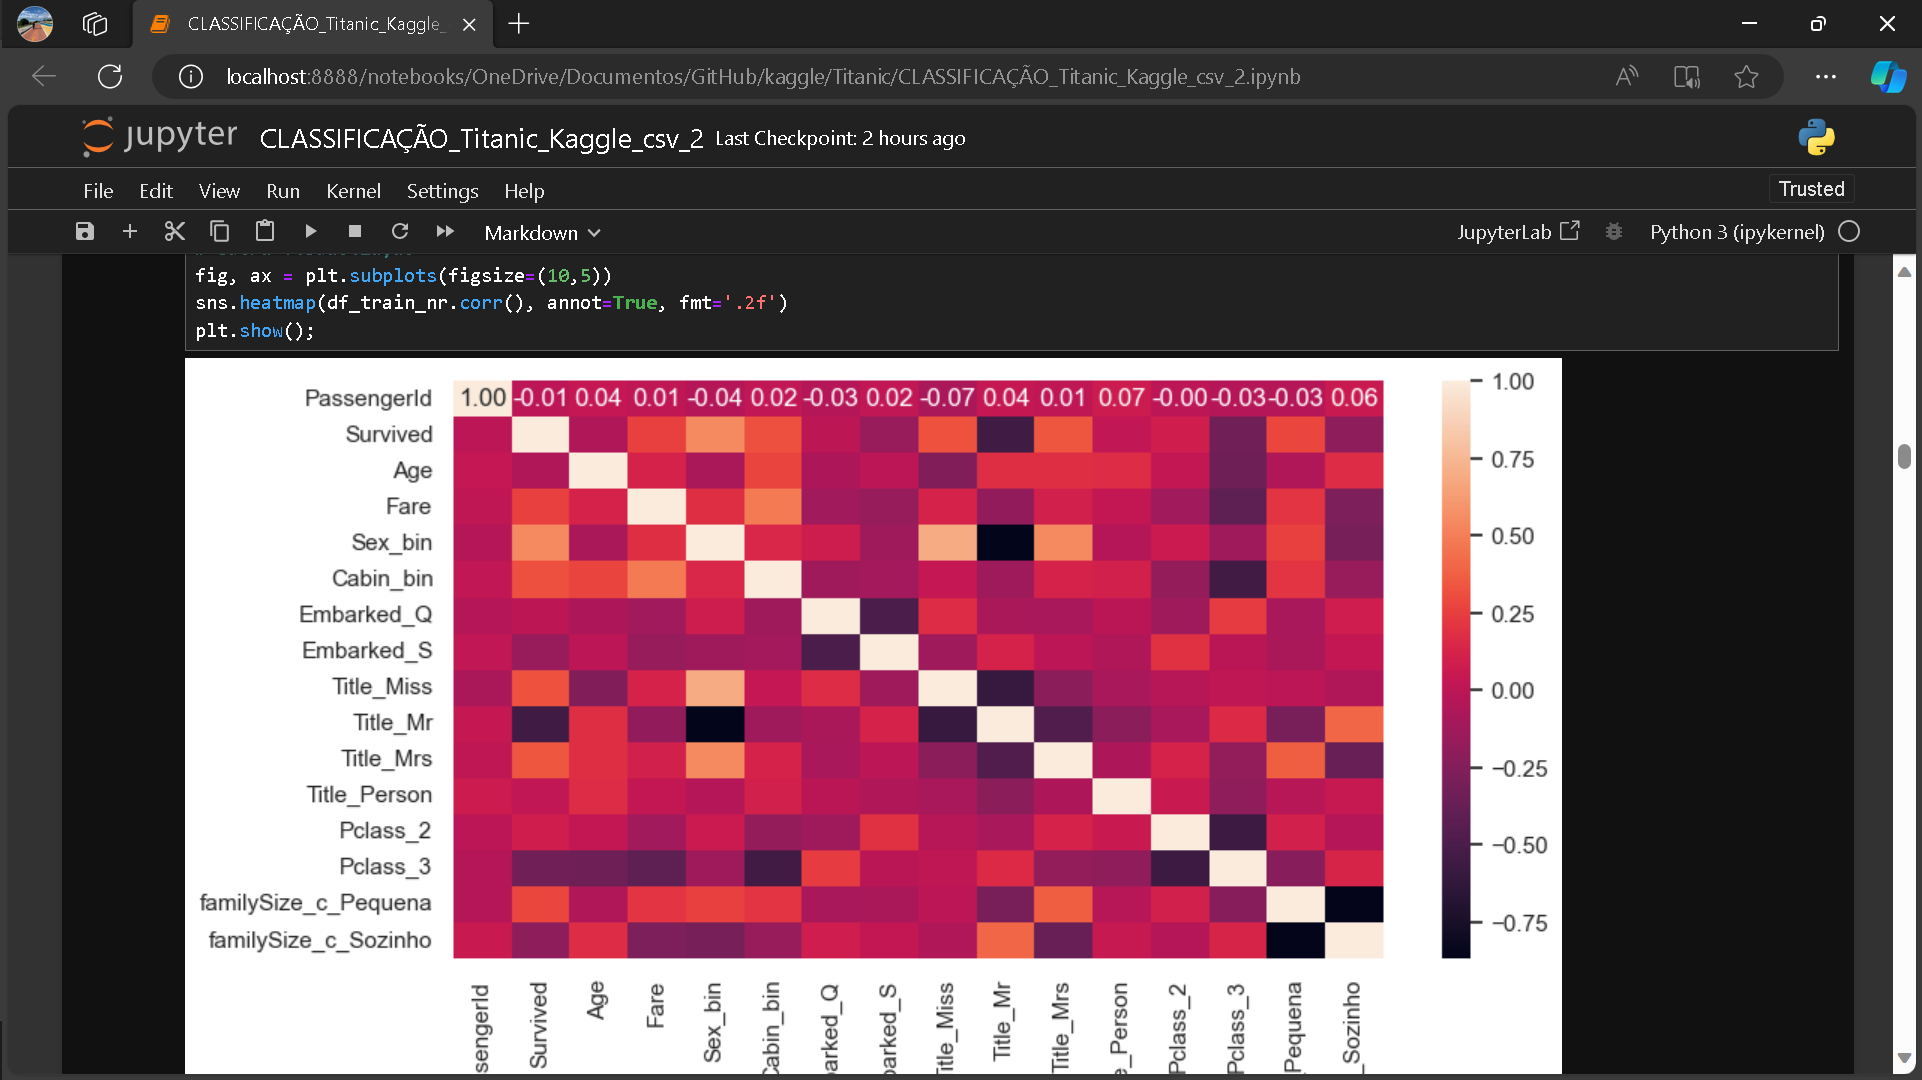 CLASSIFICAÇÃO_Titanic_Kaggle_
localhost:8888/notebooks/OneDrive/Documentos/GitHub/kaggle/Titanic/CLASSIFICAÇÃO_Titanic_Kaggle_csv_2.ipynb
jupyter CLASSIFICAÇÃO_Titanic_Kaggle_csv_2 Last Checkpoint: 2 hours ago
File Edit View Run Kernel Settings Help Trusted
Markdown JupyterLab Python 3 (ipykernel)
fig, ax = plt.subplots(figsize=(10,5))
sns.heatmap(df_train_nr.corr(), annot=True, fmt='.2f')
plt.show();
PassengerId 1.00 -0.01 0.04 0.01 -0.04 0.02 -0.03 0.02 -0.07 0.04 0.01 0.07 -0.00 -0.03 -0.03 0.06
Survived
Age
Fare
Sex_bin
Cabin_bin
Embarked_Q
Embarked_S
Title_Miss
Title_Mr
Title_Mrs
Title_Person
Pclass_2
Pclass_3
familySize_c_Pequena
familySize_c_Sozinho
1.00
0.75
0.50
0.25
0.00
−0.25
−0.50
−0.75
sengerId
Survived
Age
Fare
Sex_bin
Cabin_bin
barked_Q
barked_S
Title_Miss
Title_Mr
Title_Mrs
e_Person
Pclass_2
Pclass_3
Pequena
_Sozinho